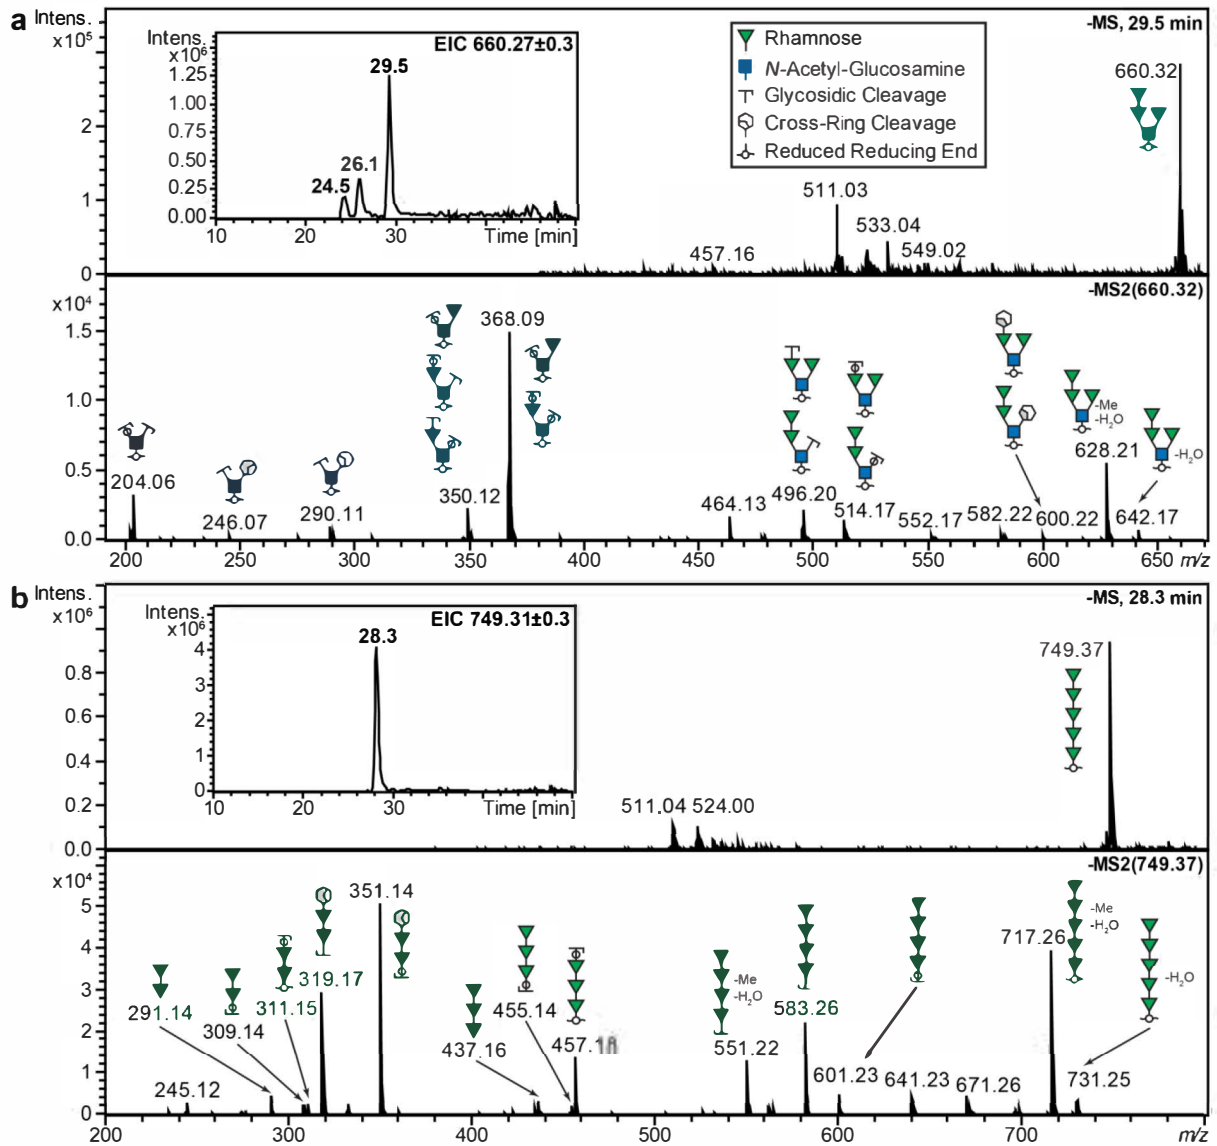 a
Intens.
x10⁵
-MS, 29.5 min
2
1
0
Intens.
x10⁶
EIC 660.27±0.3
1.25
1.00
0.75
0.50
0.25
0.00
29.5
26.1
24.5
10
20
30
Time [min]
Rhamnose
N-Acetyl-Glucosamine
Glycosidic Cleavage
Cross-Ring Cleavage
Reduced Reducing End
660.32
511.03
533.04
549.02
457.16
x10⁴
-MS2(660.32)
1.5
1.0
0.5
0.0
204.06
246.07
290.11
350.12
368.09
464.13
496.20
514.17
552.17
582.22
600.22
-Me
-H₂O
628.21
-H₂O
642.17
200
250
300
350
400
450
500
550
600
650
m/z
b
Intens.
x10⁶
-MS, 28.3 min
0.8
0.6
0.4
0.2
0.0
Intens.
x10⁶
EIC 749.31±0.3
4
3
2
1
0
28.3
10
20
30
Time [min]
749.37
511.04
524.00
x10⁴
-MS2(749.37)
5
4
3
2
1
0
245.12
291.14
309.14
311.15
319.17
351.14
437.16
455.14
-Me
-H₂O
551.22
583.26
601.23
641.23
671.26
717.26
-Me
-H₂O
-H₂O
731.25
200
300
400
500
600
700
m/z